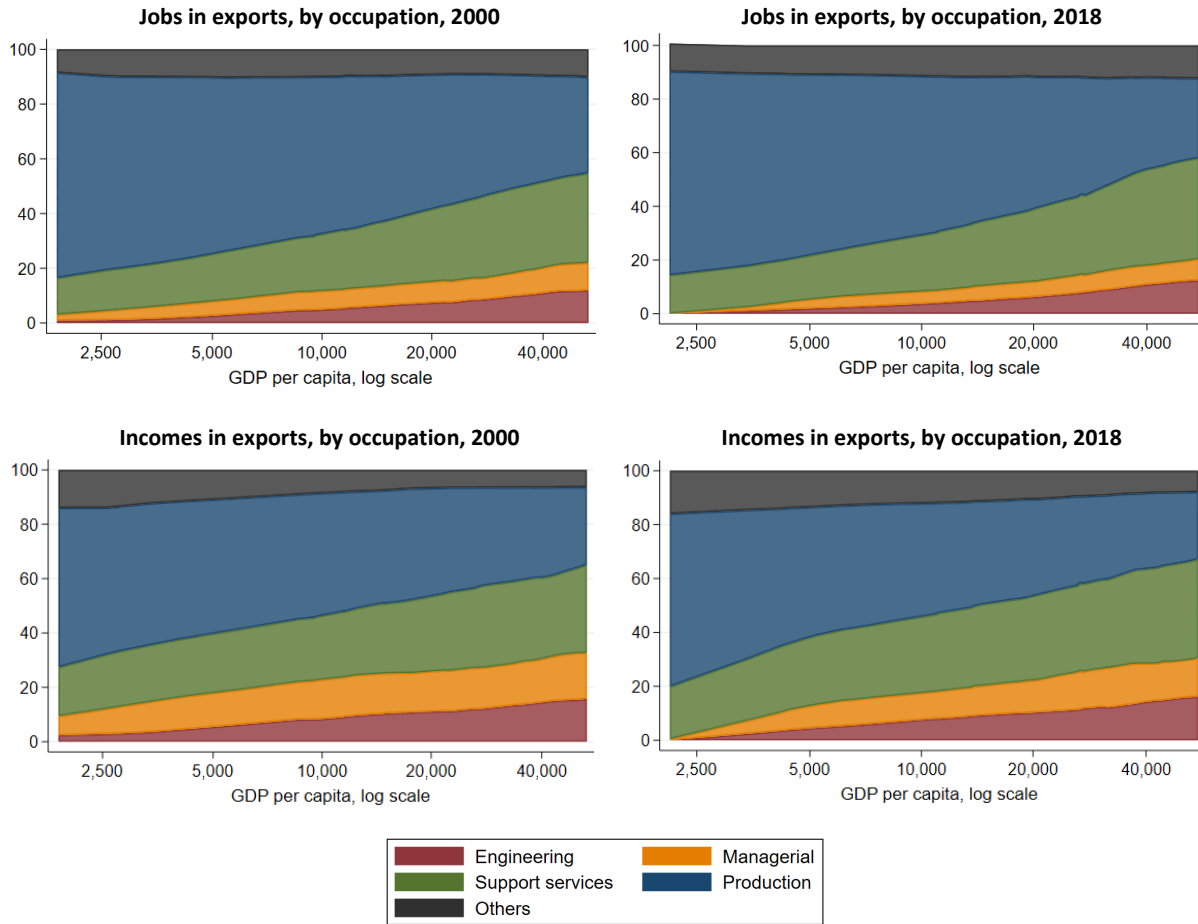 Jobs in exports, by occupation, 2000
100
80
60
40
20
0
2,500 5,000 10,000 20,000 40,000
GDP per capita, log scale
Jobs in exports, by occupation, 2018
100
80
60
40
20
0
2,500 5,000 10,000 20,000 40,000
GDP per capita, log scale
Incomes in exports, by occupation, 2000
100
80
60
40
20
0
2,500 5,000 10,000 20,000 40,000
GDP per capita, log scale
Incomes in exports, by occupation, 2018
100
80
60
40
20
0
2,500 5,000 10,000 20,000 40,000
GDP per capita, log scale
Engineering Managerial
Support services Production
Others